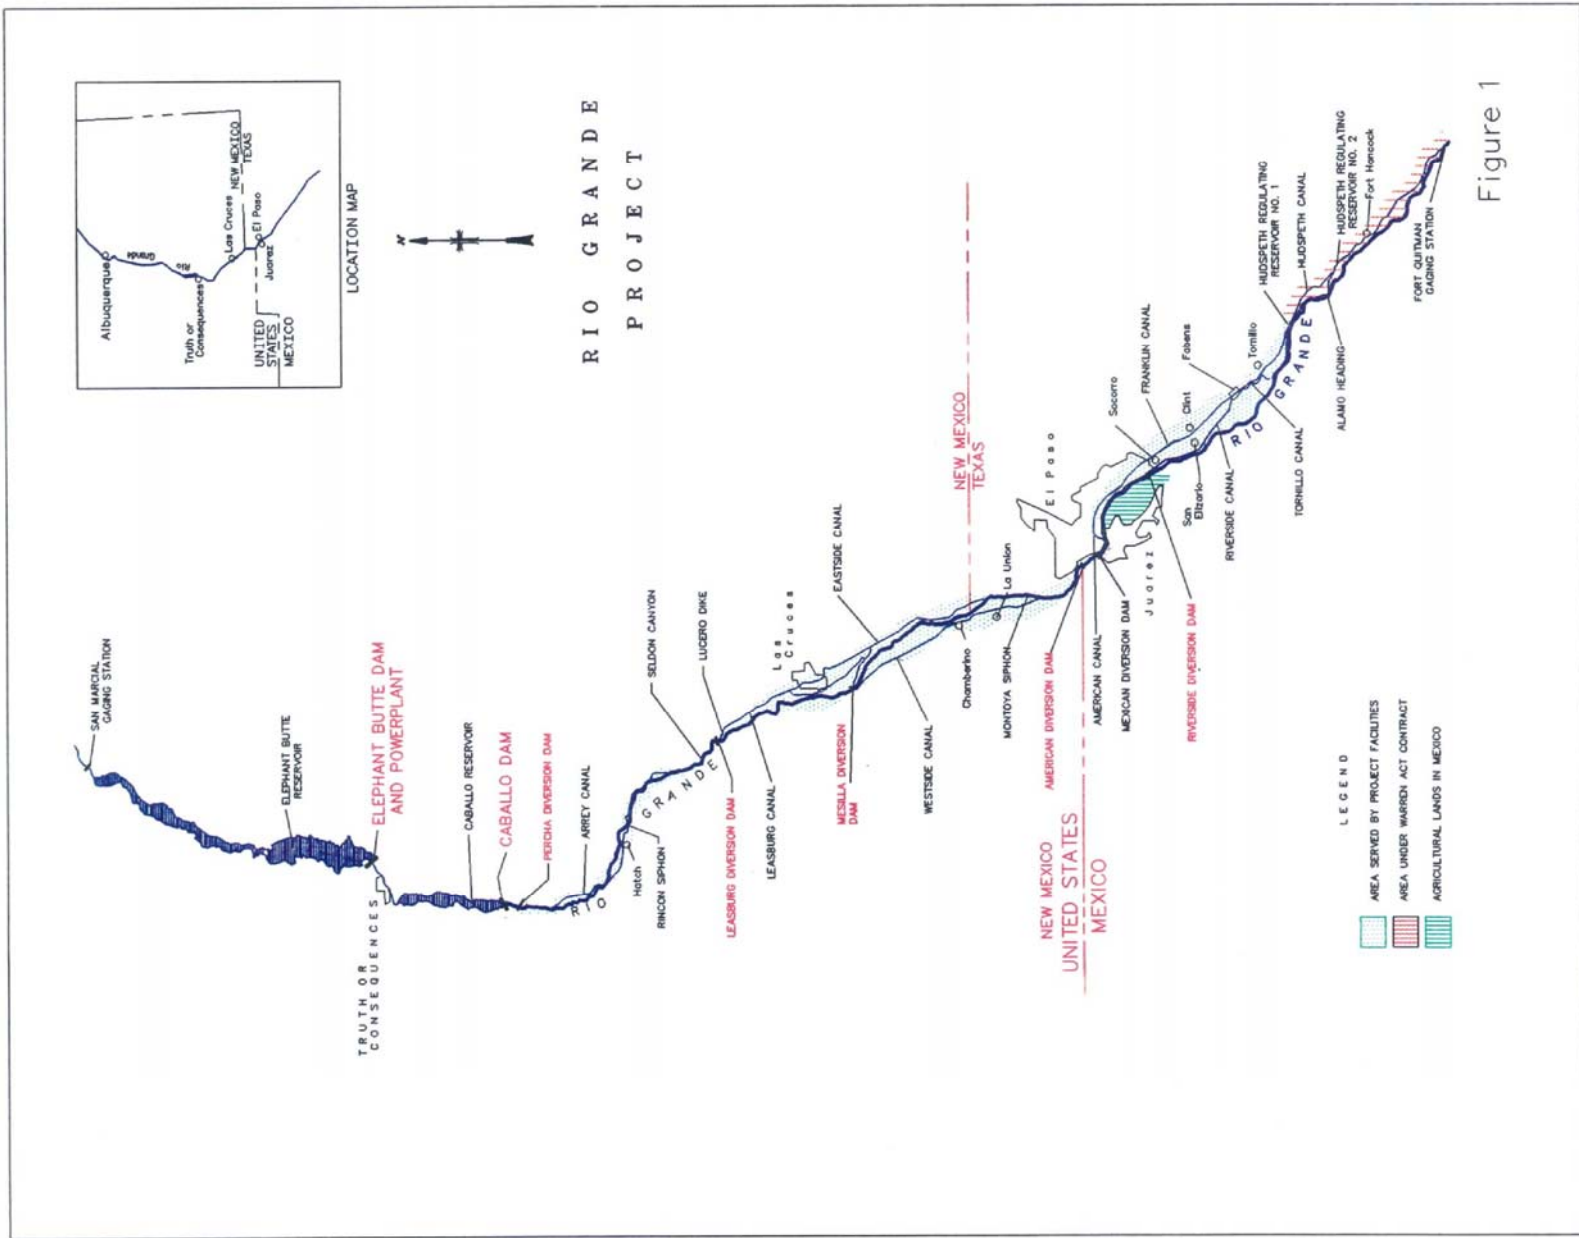 Albuquerque
Rio
Grande
Truth or
Consequences
Las Cruces
NEW MEXICO
TEXAS
El Paso
Juarez
UNITED
STATES
MEXICO
LOCATION MAP
N
RIO GRANDE
PROJECT
SAN MARCIAL
GAGING STATION
ELEPHANT BUTTE
RESERVOIR
ELEPHANT BUTTE DAM
AND POWERPLANT
TRUTH OR
CONSEQUENCES
CABALLO RESERVOIR
CABALLO DAM
PERCHA DIVERSION DAM
ARREY CANAL
RIO
GRANDE
Hatch
RINCON SIPHON
SELDON CANYON
LEASBURG DIVERSION DAM
LUCERO DIKE
LEASBURG CANAL
Las
Cruces
MESILLA DIVERSION
DAM
EASTSIDE CANAL
WESTSIDE CANAL
NEW MEXICO
TEXAS
Chamberino
La Union
MONTOYA SIPHON
El Paso
AMERICAN DIVERSION DAM
NEW MEXICO
UNITED STATES
MEXICO
AMERICAN CANAL
MEXICAN DIVERSION DAM
Juarez
RIVERSIDE DIVERSION DAM
Socorro
FRANKLIN CANAL
Clint
San
Elizario
Fabens
RIVERSIDE CANAL
RIO GRANDE
Tornillo
TORNILLO CANAL
HUDSPETH REGULATING
RESERVOIR NO. 1
HUDSPETH CANAL
ALAMO HEADING
HUDSPETH REGULATING
RESERVOIR NO. 2
Fort Hancock
FORT QUITMAN
GAGING STATION
LEGEND
AREA SERVED BY PROJECT FACILITIES
AREA UNDER WARREN ACT CONTRACT
AGRICULTURAL LANDS IN MEXICO
Figure 1